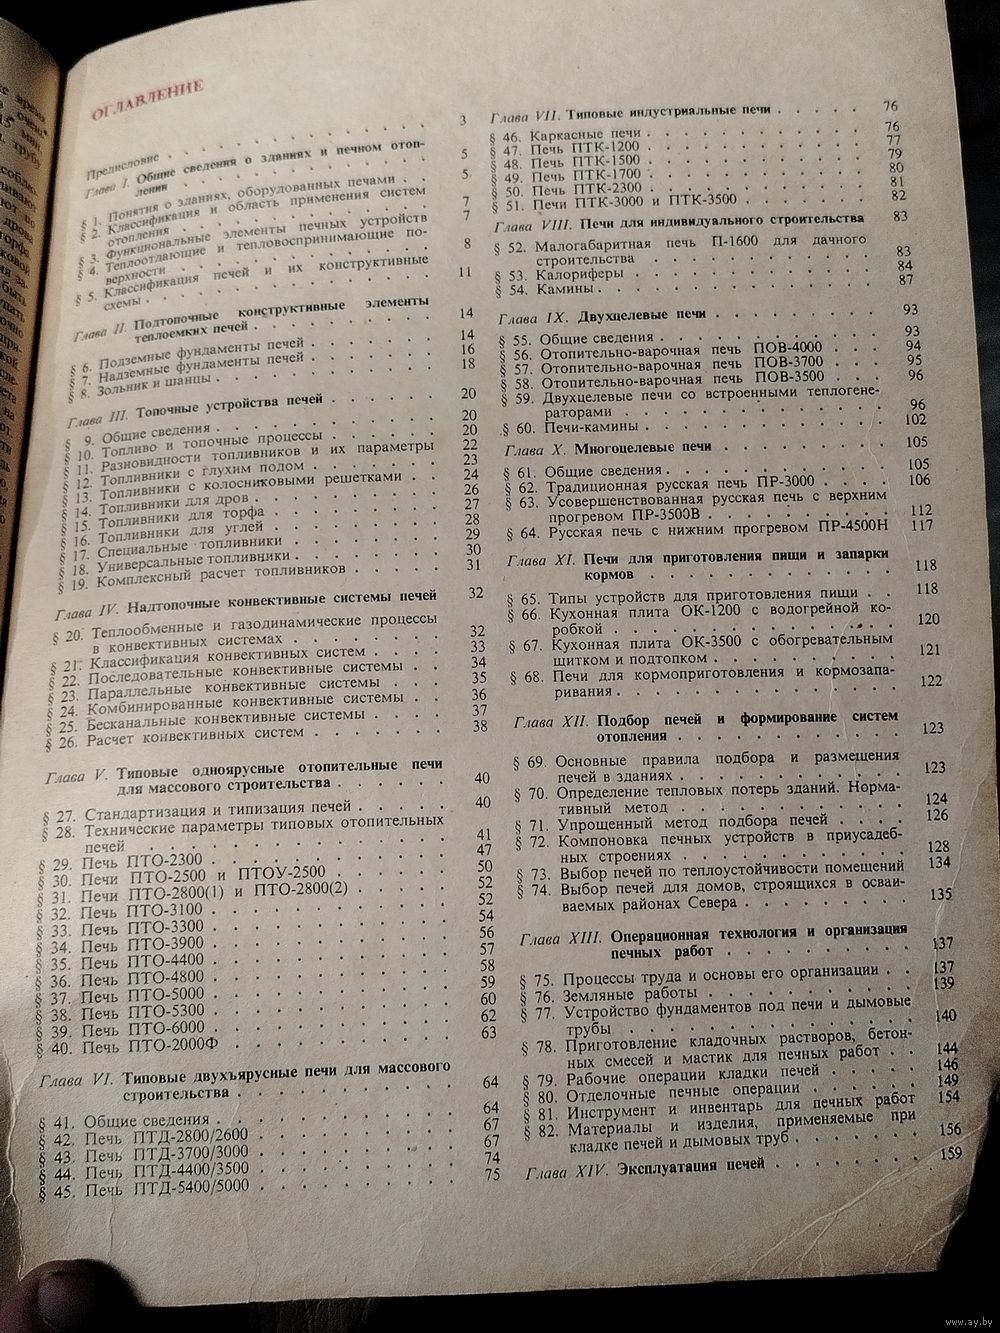 ОГЛАВЛЕНИЕ
Предисловие . . . . . . . . . . . . 3
Глава I. Общие сведения о зданиях и печном отоп-
лении . . . . . . . . . . . 5
§ 1. Понятия о зданиях, оборудованных печами . . 5
§ 2. Классификация и область применения систем
отопления . . . . . . . . . . . 7
§ 3. Функциональные элементы печных устройств 7
§ 4. Теплоотдающие и тепловоспринимающие по-
верхности . . . . . . . . . . . 8
§ 5. Классификация печей и их конструктивные
схемы . . . . . . . . . . . . 11
Глава II. Подтопочные конструктивные элементы
теплоемких печей . . . . . . . . 14
§ 6. Подземные фундаменты печей . . . . . . 14
§ 7. Надземные фундаменты печей . . . . . . 16
§ 8. Зольник и шанцы . . . . . . . . . 18
Глава III. Топочные устройства печей . . . . . 20
§ 9. Общие сведения . . . . . . . . . 20
§ 10. Топливо и топочные процессы . . . . . 20
§ 11. Разновидности топливников и их параметры 22
§ 12. Топливники с глухим подом . . . . . . 23
§ 13. Топливники с колосниковыми решетками . . 24
§ 14. Топливники для дров . . . . . . . . 26
§ 15. Топливники для торфа . . . . . . . . 27
§ 16. Топливники для углей . . . . . . . . 28
§ 17. Специальные топливники . . . . . . . 29
§ 18. Универсальные топливники . . . . . . . 30
§ 19. Комплексный расчет топливников . . . . . 31
Глава IV. Надтопочные конвективные системы печей 32
§ 20. Теплообменные и газодинамические процессы
в конвективных системах . . . . . . . 32
§ 21. Классификация конвективных систем . . . . 33
§ 22. Последовательные конвективные системы . . 34
§ 23. Параллельные конвективные системы . . . 35
§ 24. Комбинированные конвективные системы . . 36
§ 25. Бесканальные конвективные системы . . . . 37
§ 26. Расчет конвективных систем . . . . . . 38
Глава V. Типовые одноярусные отопительные печи
для массового строительства . . . . . . 40
§ 27. Стандартизация и типизация печей . . . . 40
§ 28. Технические параметры типовых отопительных
печей . . . . . . . . . . . . 41
§ 29. Печь ПТО-2300 . . . . . . . . . . 47
§ 30. Печи ПТО-2500 и ПТОУ-2500 . . . . . . 50
§ 31. Печи ПТО-2800(1) и ПТО-2800(2) . . . . . 52
§ 32. Печь ПТО-3100 . . . . . . . . . . 52
§ 33. Печь ПТО-3300 . . . . . . . . . . 54
§ 34. Печь ПТО-3900 . . . . . . . . . . 56
§ 35. Печь ПТО-4400 . . . . . . . . . . 57
§ 36. Печь ПТО-4800 . . . . . . . . . . 58
§ 37. Печь ПТО-5000 . . . . . . . . . . 59
§ 38. Печь ПТО-5300 . . . . . . . . . . 60
§ 39. Печь ПТО-6000 . . . . . . . . . . 62
§ 40. Печь ПТО-2000Ф . . . . . . . . . 63
Глава VI. Типовые двухъярусные печи для массового
строительства . . . . . . . . . . 64
§ 41. Общие сведения . . . . . . . . . . 64
§ 42. Печь ПТД-2800/2600 . . . . . . . . . 67
§ 43. Печь ПТД-3700/3000 . . . . . . . . . 67
§ 44. Печь ПТД-4400/3500 . . . . . . . . . 74
§ 45. Печь ПТД-5400/5000 . . . . . . . . . 75
Глава VII. Типовые индустриальные печи . . . . . 76
§ 46. Каркасные печи . . . . . . . . . . 76
§ 47. Печь ПТК-1200 . . . . . . . . . . 77
§ 48. Печь ПТК-1500 . . . . . . . . . . 79
§ 49. Печь ПТК-1700 . . . . . . . . . . 80
§ 50. Печь ПТК-2300 . . . . . . . . . . 81
§ 51. Печи ПТК-3000 и ПТК-3500 . . . . . . 82
Глава VIII. Печи для индивидуального строительства 83
§ 52. Малогабаритная печь П-1600 для дачного
строительства . . . . . . . . . . 83
§ 53. Калориферы . . . . . . . . . . . 84
§ 54. Камины . . . . . . . . . . . . 87
Глава IX. Двухцелевые печи . . . . . . . . . 93
§ 55. Общие сведения . . . . . . . . . . 93
§ 56. Отопительно-варочная печь ПОВ-4000 . . . 94
§ 57. Отопительно-варочная печь ПОВ-3700 . . . 95
§ 58. Отопительно-варочная печь ПОВ-3500 . . . 96
§ 59. Двухцелевые печи со встроенными теплогене-
раторами . . . . . . . . . . . 96
§ 60. Печи-камины . . . . . . . . . . . 102
Глава X. Многоцелевые печи . . . . . . . . 105
§ 61. Общие сведения . . . . . . . . . . 105
§ 62. Традиционная русская печь ПР-3000 . . . . 106
§ 63. Усовершенствованная русская печь с верхним
прогревом ПР-3500В . . . . . . . . 112
§ 64. Русская печь с нижним прогревом ПР-4500Н 117
Глава XI. Печи для приготовления пищи и запарки
кормов . . . . . . . . . . . . 118
§ 65. Типы устройств для приготовления пищи . . 118
§ 66. Кухонная плита ОК-1200 с водогрейной ко-
робкой . . . . . . . . . . . . 120
§ 67. Кухонная плита ОК-3500 с обогревательным
щитком и подтопком . . . . . . . . 121
§ 68. Печи для кормоприготовления и кормозапа-
ривания . . . . . . . . . . . . 122
Глава XII. Подбор печей и формирование систем
отопления . . . . . . . . . . . 123
§ 69. Основные правила подбора и размещения
печей в зданиях . . . . . . . . . 123
§ 70. Определение тепловых потерь зданий. Норма-
тивный метод . . . . . . . . . . 124
§ 71. Упрощенный метод подбора печей . . . . 126
§ 72. Компоновка печных устройств в приусадеб-
ных строениях . . . . . . . . . . 128
§ 73. Выбор печей по теплоустойчивости помещений 134
§ 74. Выбор печей для домов, строящихся в осваи-
ваемых районах Севера . . . . . . . 135
Глава XIII. Операционная технология и организация
печных работ . . . . . . . . . . 137
§ 75. Процессы труда и основы его организации . . 137
§ 76. Земляные работы . . . . . . . . . . 139
§ 77. Устройство фундаментов под печи и дымовые
трубы . . . . . . . . . . . . 140
§ 78. Приготовление кладочных растворов, бетон-
ных смесей и мастик для печных работ . . 144
§ 79. Рабочие операции кладки печей . . . . . 146
§ 80. Отделочные печные операции . . . . . . 149
§ 81. Инструмент и инвентарь для печных работ 154
§ 82. Материалы и изделия, применяемые при
кладке печей и дымовых труб . . . . . . 156
Глава XIV. Эксплуатация печей . . . . . . . . 159
www.ay.by